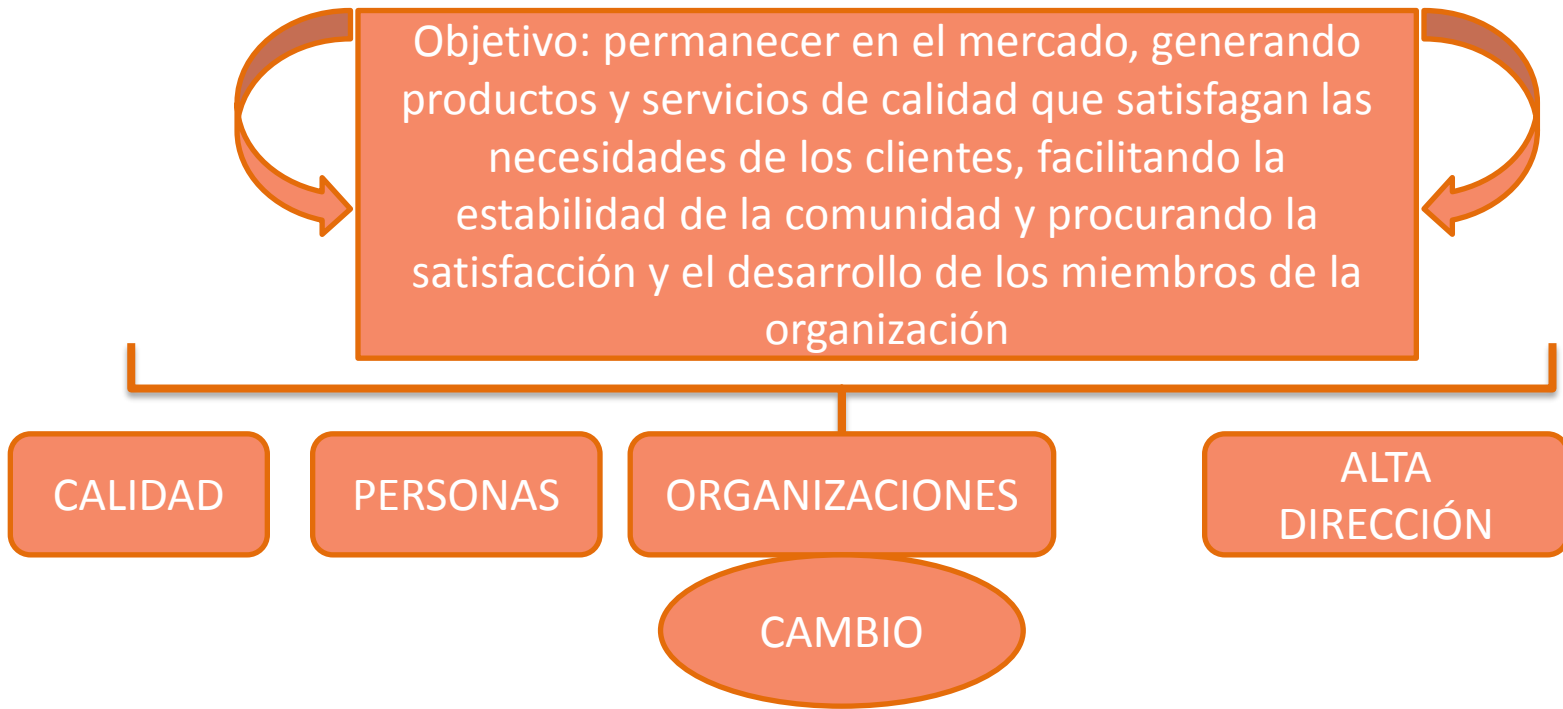 Objetivo: permanecer en el mercado, generando
productos y servicios de calidad que satisfagan las
necesidades de los clientes, facilitando la
estabilidad de la comunidad y procurando la
satisfacción y el desarrollo de los miembros de la
organización
CALIDAD
PERSONAS
ORGANIZACIONES
ALTA
DIRECCIÓN
CAMBIO